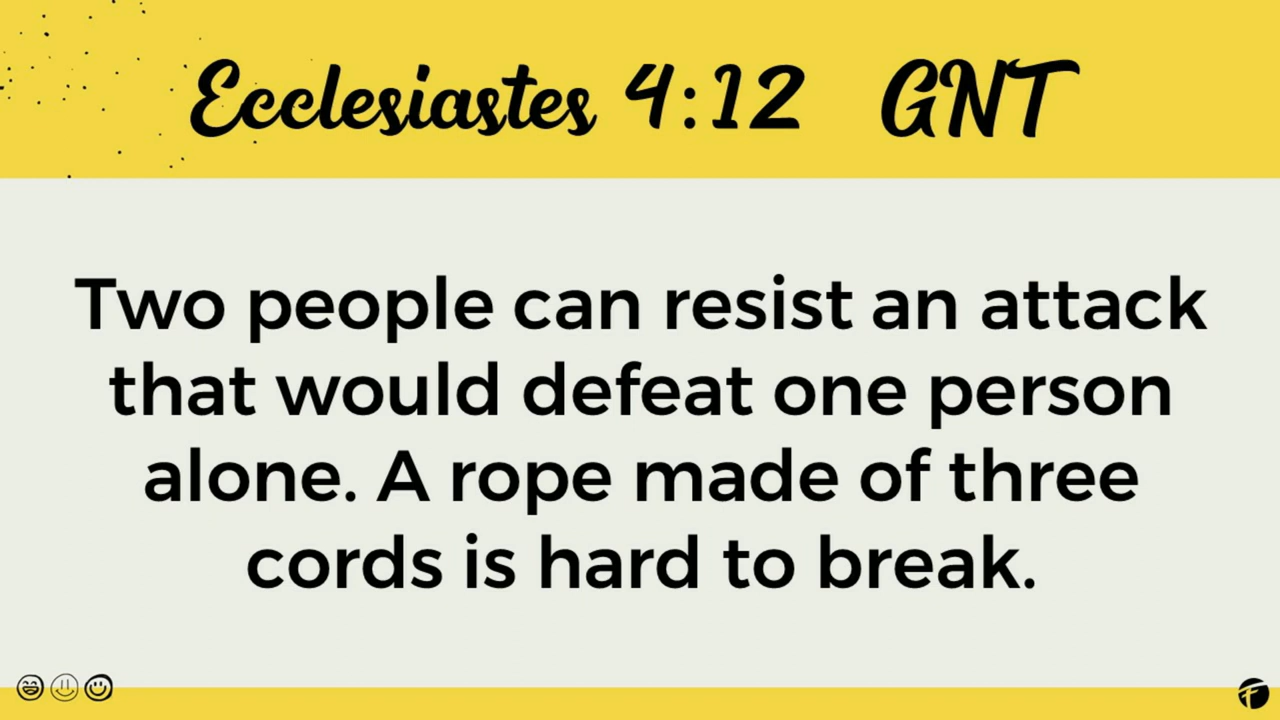 Ecclesiastes 4:12 GNT
Two people can resist an attack
that would defeat one person
alone. A rope made of three
cords is hard to break.